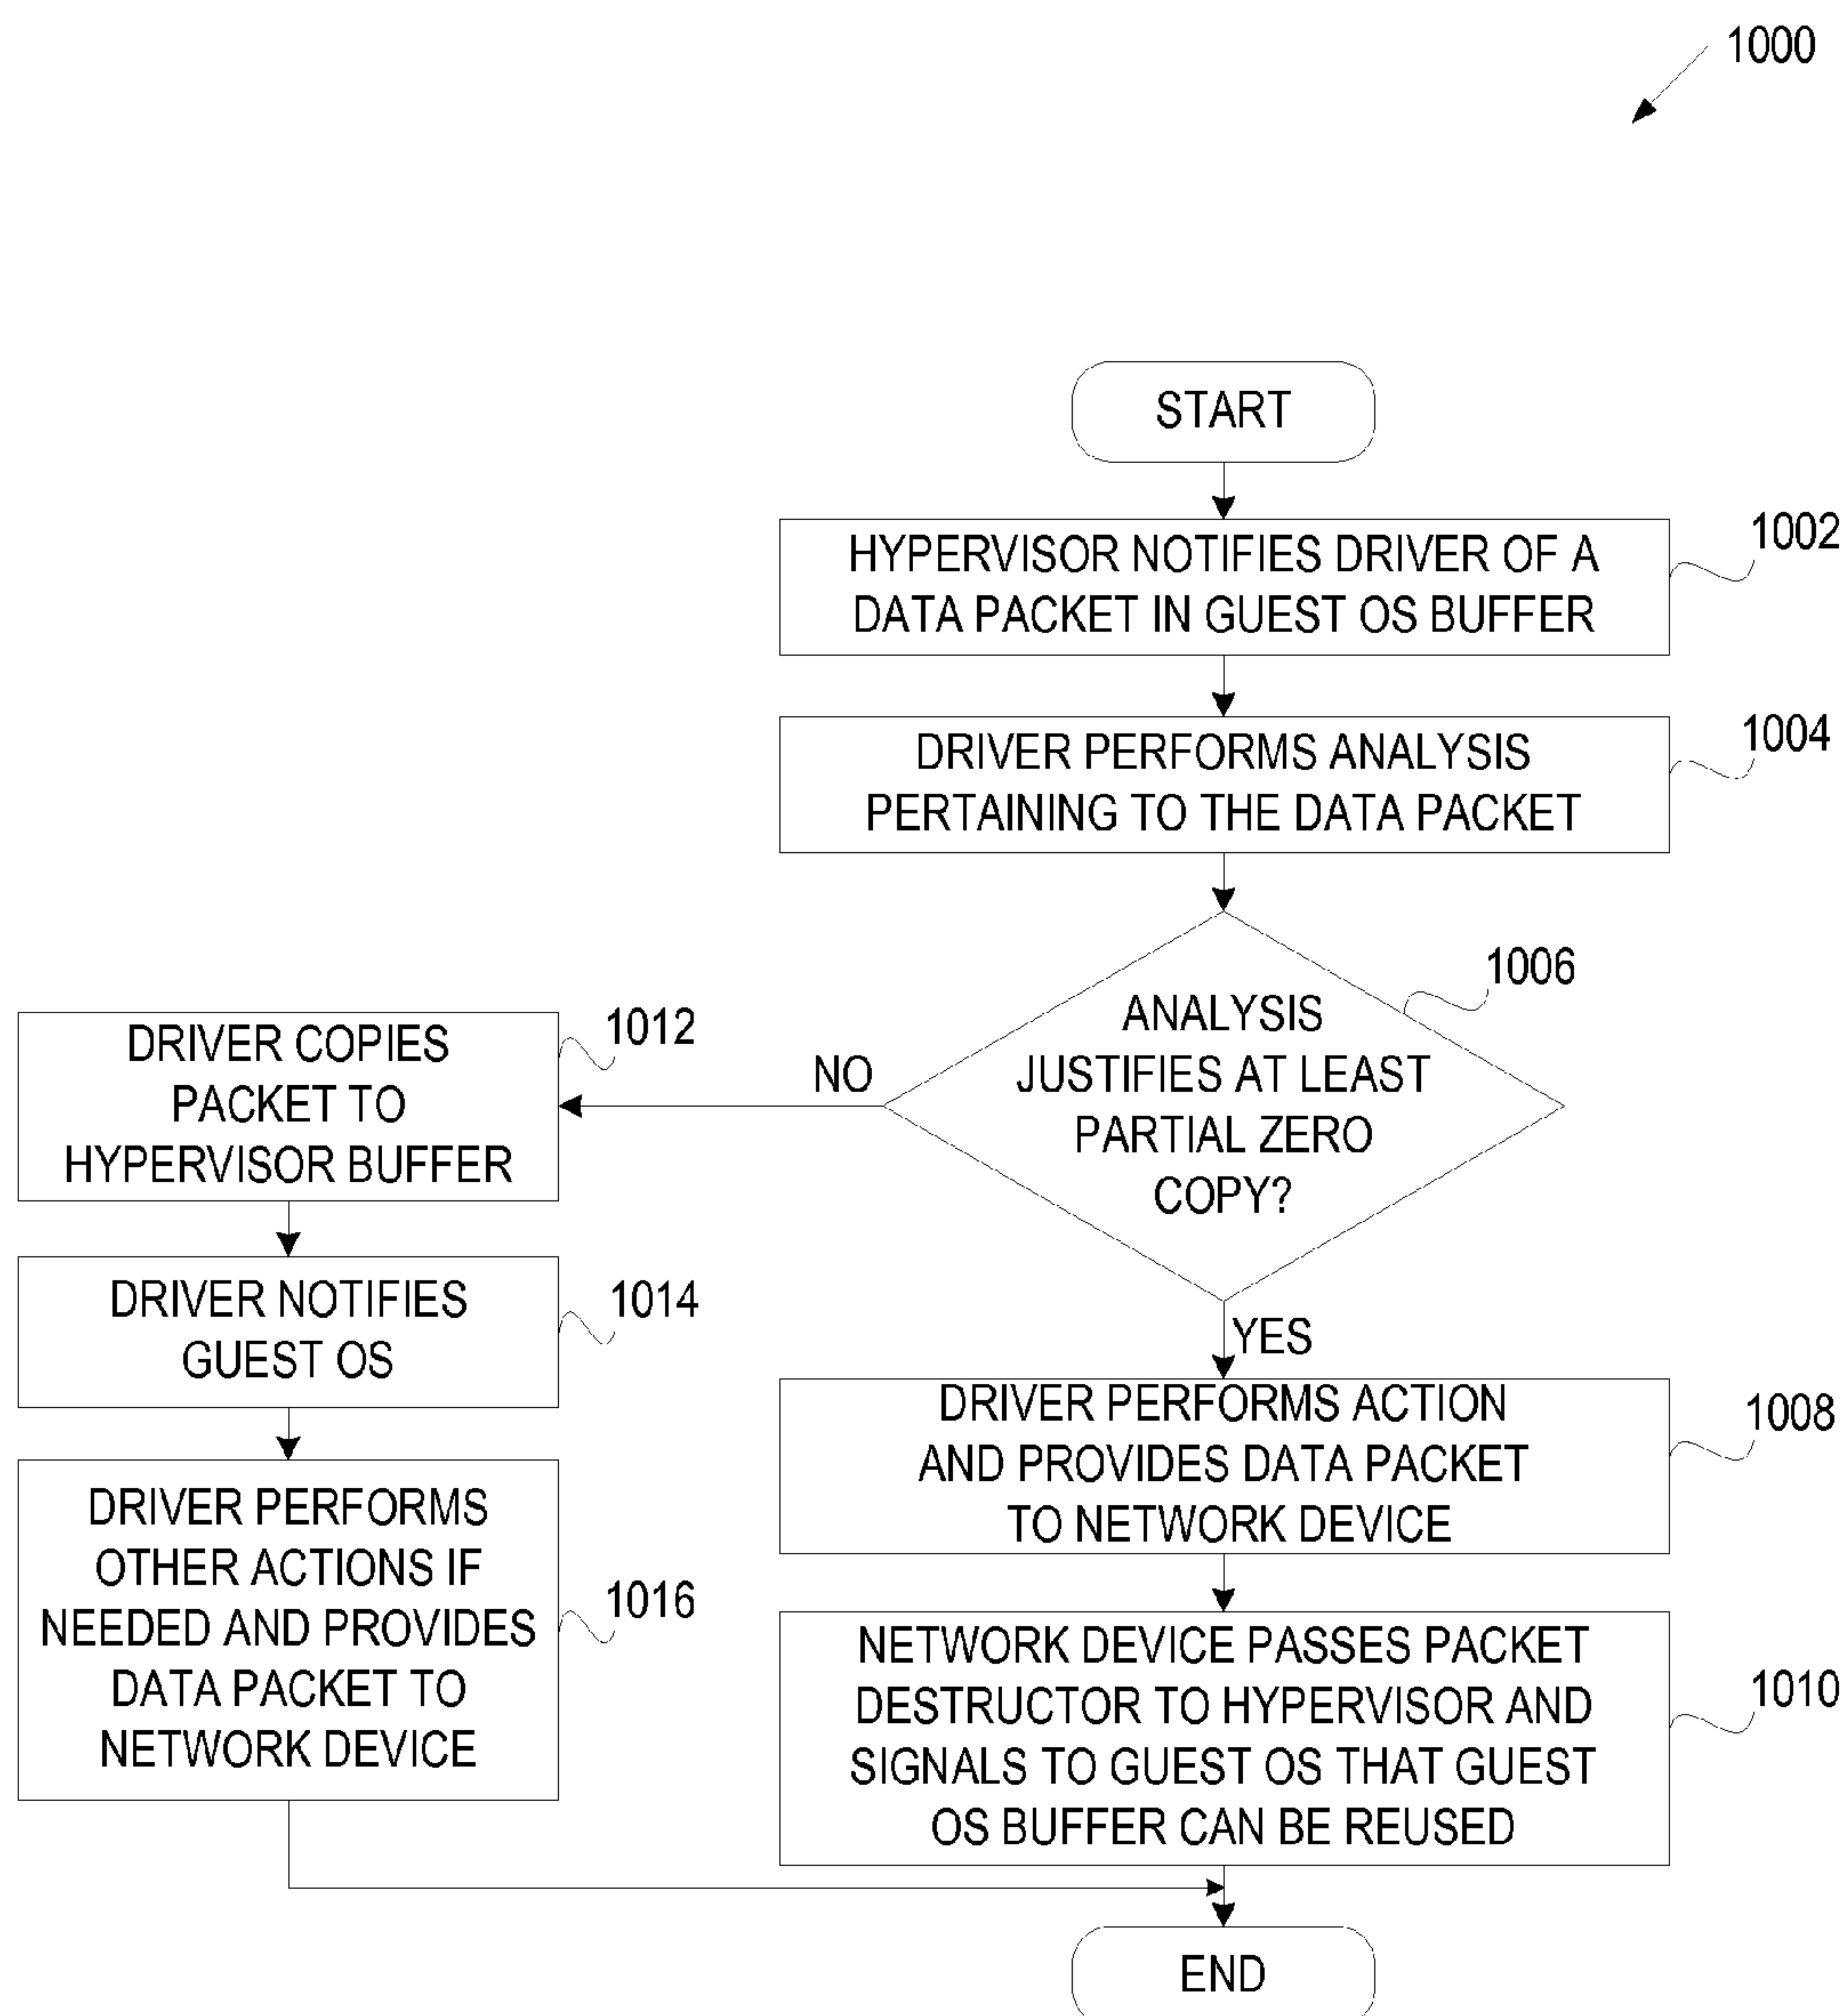 1000
START
HYPERVISOR NOTIFIES DRIVER OF A
DATA PACKET IN GUEST OS BUFFER
1002
DRIVER PERFORMS ANALYSIS
PERTAINING TO THE DATA PACKET
1004
ANALYSIS
JUSTIFIES AT LEAST
PARTIAL ZERO
COPY?
1006
NO
YES
DRIVER COPIES
PACKET TO
HYPERVISOR BUFFER
1012
DRIVER NOTIFIES
GUEST OS
1014
DRIVER PERFORMS
OTHER ACTIONS IF
NEEDED AND PROVIDES
DATA PACKET TO
NETWORK DEVICE
1016
DRIVER PERFORMS ACTION
AND PROVIDES DATA PACKET
TO NETWORK DEVICE
1008
NETWORK DEVICE PASSES PACKET
DESTRUCTOR TO HYPERVISOR AND
SIGNALS TO GUEST OS THAT GUEST
OS BUFFER CAN BE REUSED
1010
END